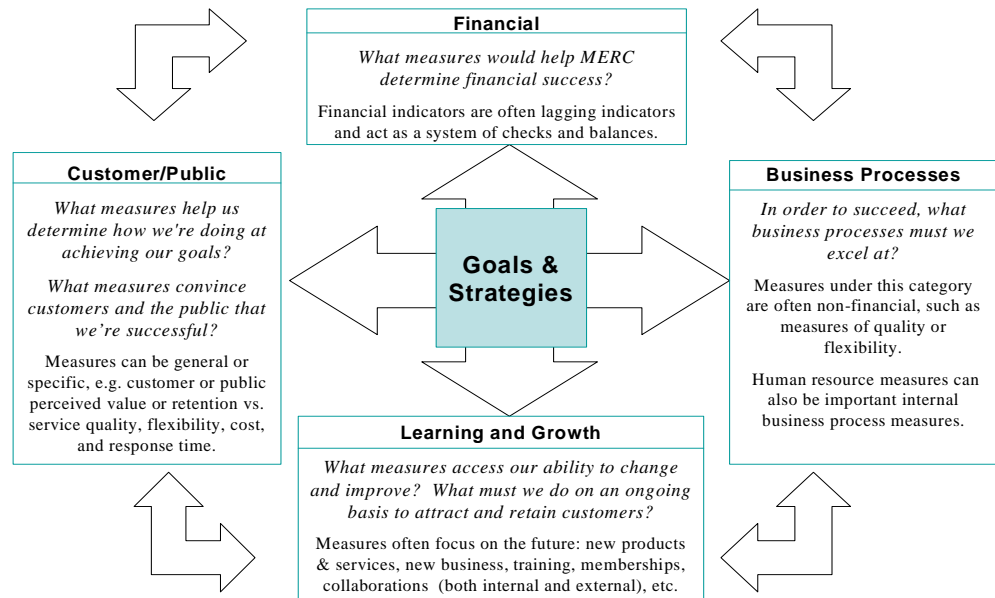 Financial
What measures would help MERC
determine financial success?
Financial indicators are often lagging indicators
and act as a system of checks and balances.
Customer/Public
What measures help us
determine how we're doing at
achieving our goals?
What measures convince
customers and the public that
we’re successful?
Measures can be general or
specific, e.g. customer or public
perceived value or retention vs.
service quality, flexibility, cost,
and response time.
Goals &
Strategies
Business Processes
In order to succeed, what
business processes must we
excel at?
Measures under this category
are often non-financial, such as
measures of quality or
flexibility.
Human resource measures can
also be important internal
business process measures.
Learning and Growth
What measures access our ability to change
and improve?  What must we do on an ongoing
basis to attract and retain customers?
Measures often focus on the future: new products
& services, new business, training, memberships,
collaborations  (both internal and external), etc.